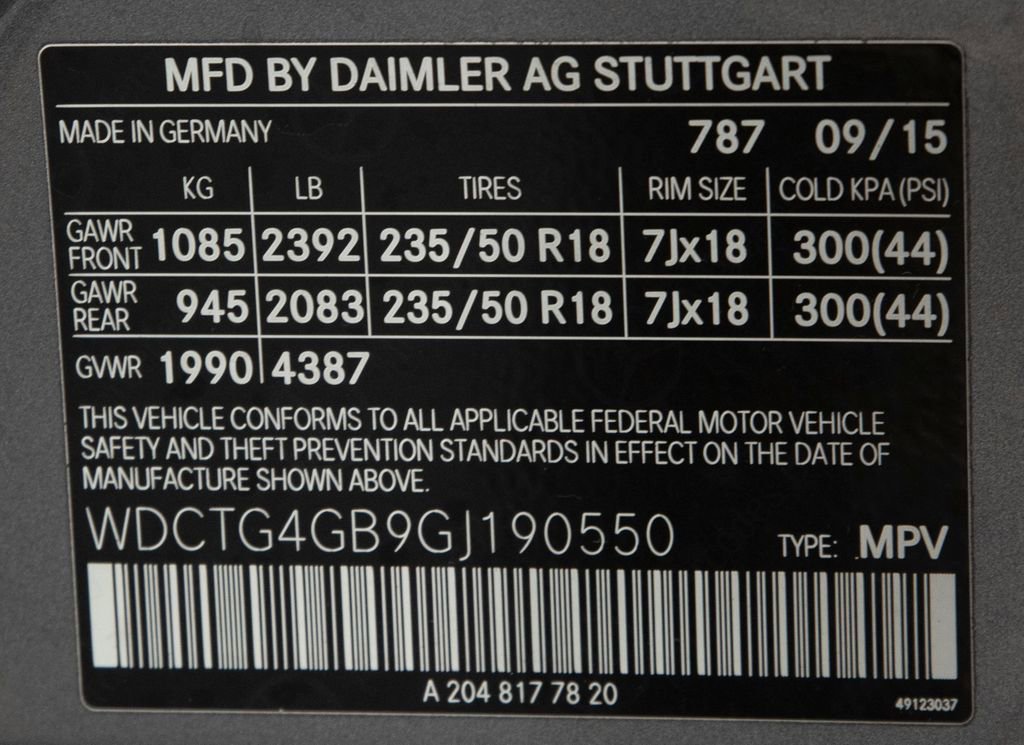 MFD BY DAIMLER AG STUTTGART
MADE IN GERMANY 787 09/15
KG LB TIRES RIM SIZE COLD KPA (PSI)
GAWR FRONT 1085 2392 235/50 R18 7Jx18 300(44)
GAWR REAR 945 2083 235/50 R18 7Jx18 300(44)
GVWR 1990 4387
THIS VEHICLE CONFORMS TO ALL APPLICABLE FEDERAL MOTOR VEHICLE
SAFETY AND THEFT PREVENTION STANDARDS IN EFFECT ON THE DATE OF
MANUFACTURE SHOWN ABOVE.
WDCTG4GB9GJ190550 TYPE: MPV
A 204 817 78 20
49123037